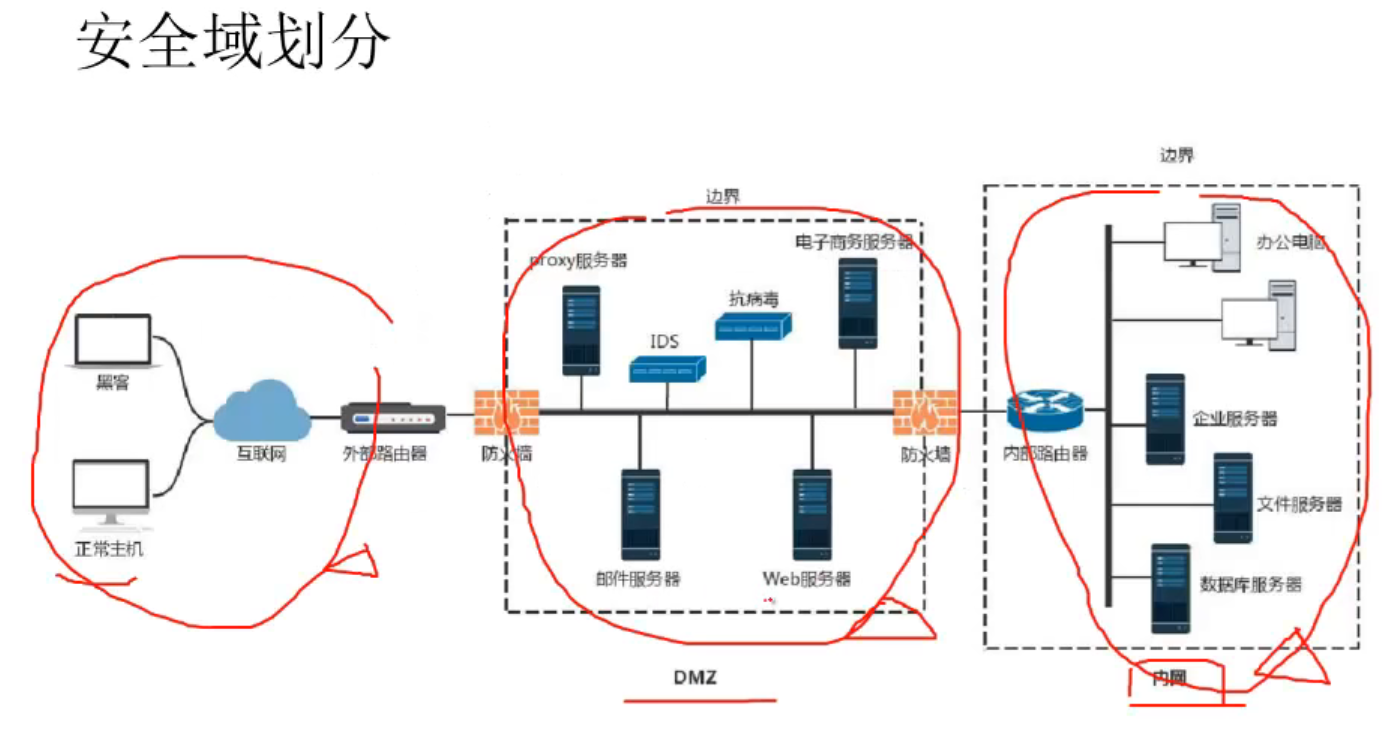 安全域划分
边界
边界
proxy服务器
电子商务服务器
办公电脑
抗病毒
IDS
黑客
互联网
外部路由器
防火墙
防火墙
内部路由器
企业服务器
文件服务器
正常主机
邮件服务器
Web服务器
数据库服务器
DMZ
内网